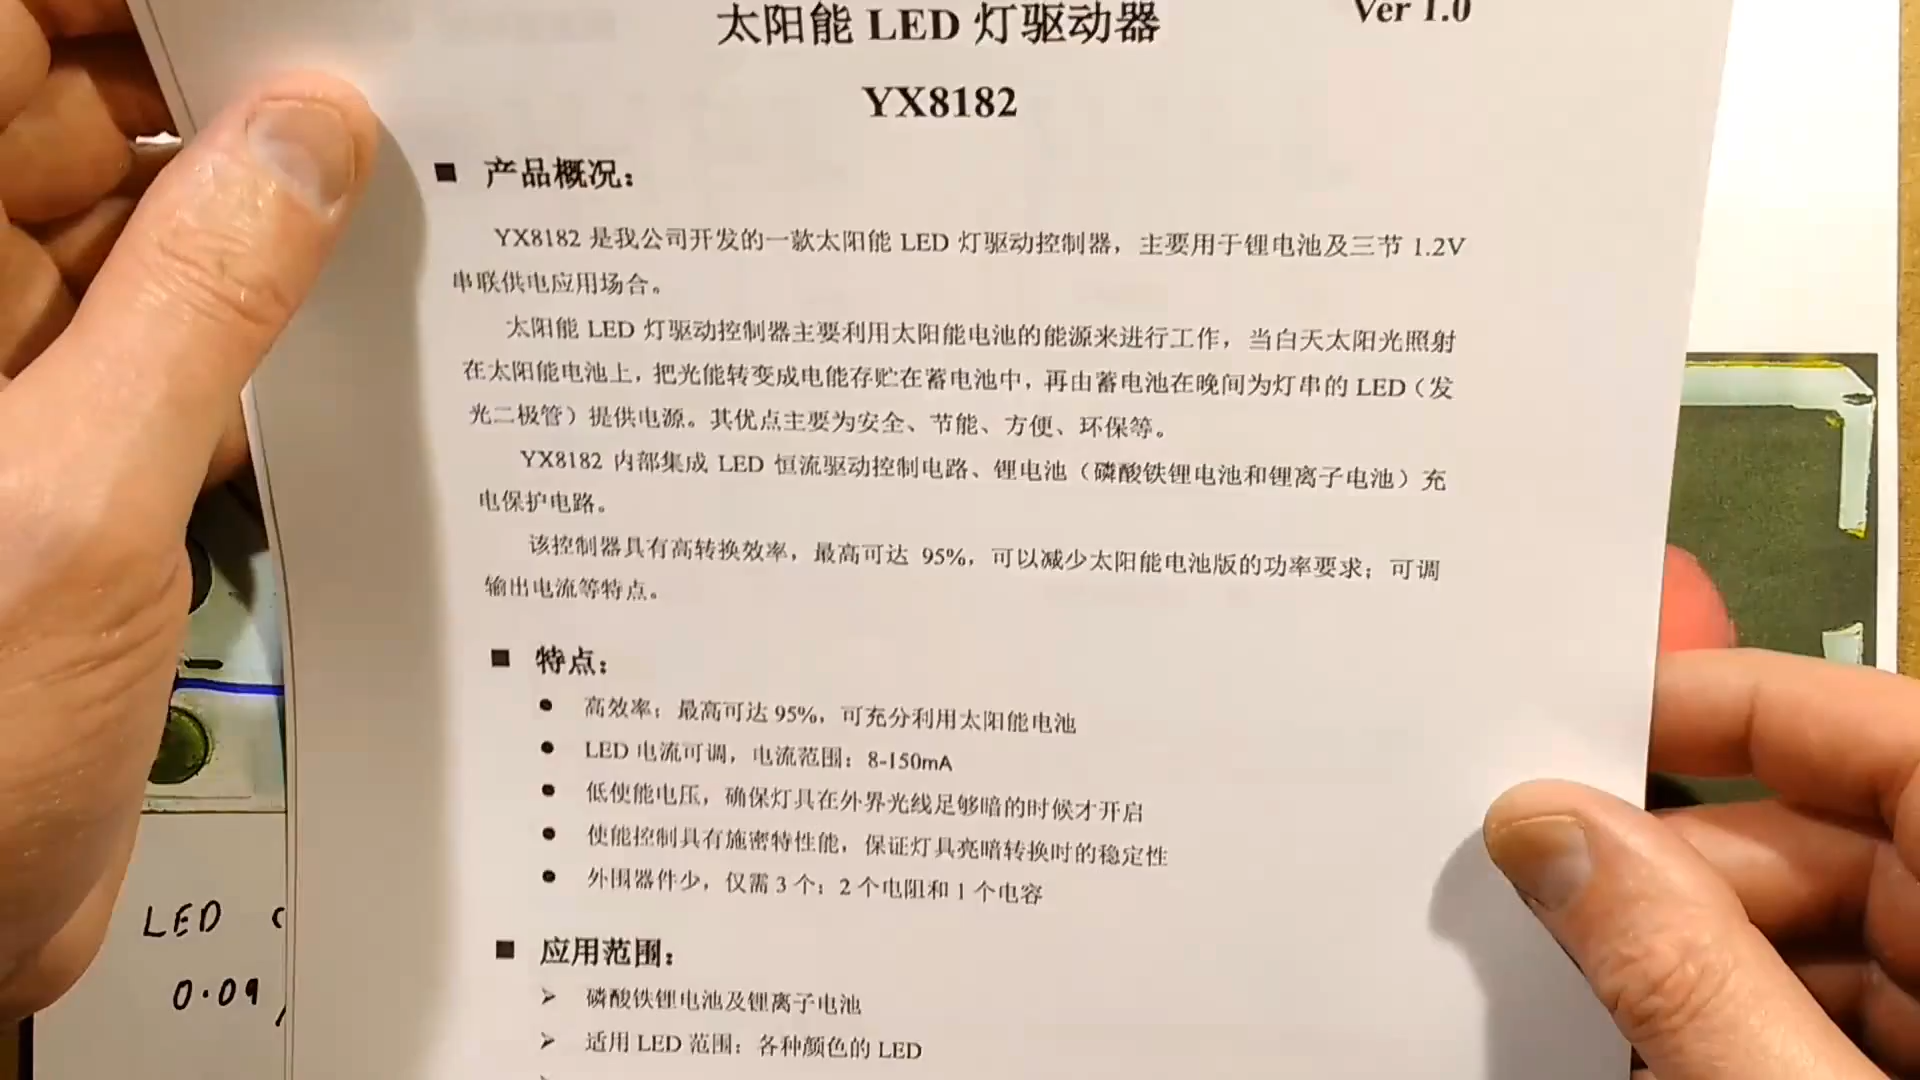 太阳能 LED 灯驱动器
Ver 1.0
YX8182
■ 产品概况：
YX8182 是我公司开发的一款太阳能 LED 灯驱动控制器，主要用于锂电池及三节 1.2V
串联供电应用场合。
太阳能 LED 灯驱动控制器主要利用太阳能电池的能源来进行工作，当白天太阳光照射
在太阳能电池上，把光能转变成电能存贮在蓄电池中，再由蓄电池在晚间为灯串的 LED（发
光二极管）提供电源。其优点主要为安全、节能、方便、环保等。
YX8182 内部集成 LED 恒流驱动控制电路、锂电池（磷酸铁锂电池和锂离子电池）充
电保护电路。
该控制器具有高转换效率，最高可达 95%，可以减少太阳能电池版的功率要求；可调
输出电流等特点。
■ 特点：
● 高效率；最高可达 95%，可充分利用太阳能电池
● LED 电流可调，电流范围：8-150mA
● 低使能电压，确保灯具在外界光线足够暗的时候才开启
● 使能控制具有施密特性能，保证灯具亮暗转换时的稳定性
● 外围器件少，仅需 3 个：2 个电阻和 1 个电容
■ 应用范围：
➢ 磷酸铁锂电池及锂离子电池
➢ 适用 LED 范围：各种颜色的 LED
LED
0.09